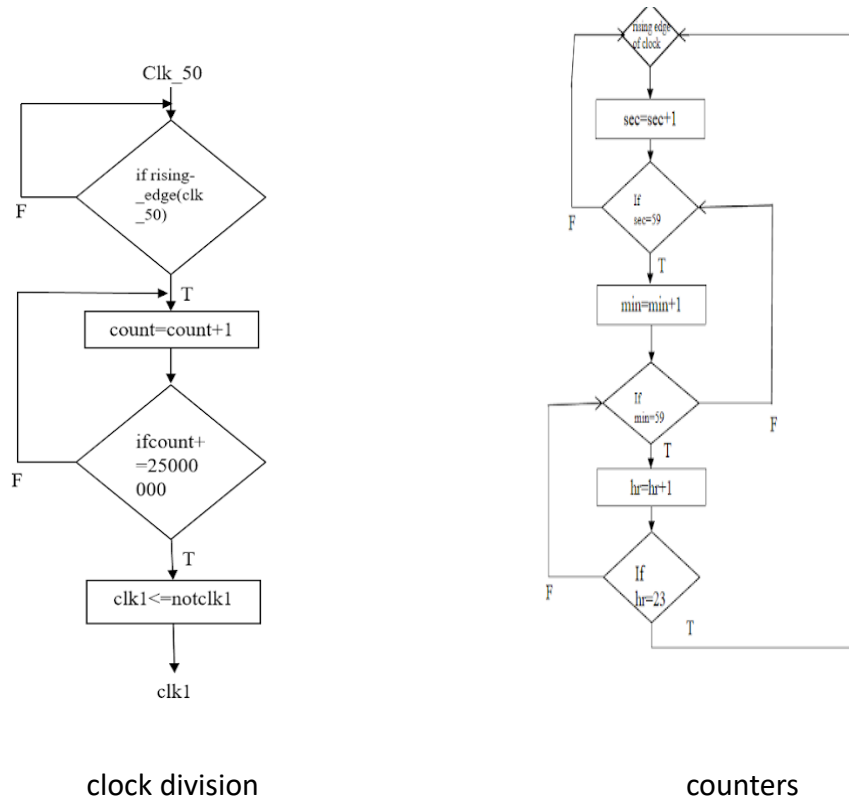 Clk_50
if rising-
_edge(clk
_50)
F
T
count=count+1
ifcount+
=25000
000
F
T
clk1<=notclk1
clk1
clock division
rising edge
of clock
sec=sec+1
If
sec=59
F
T
min=min+1
If
min=59
F
T
hr=hr+1
If
hr=23
F
T
counters